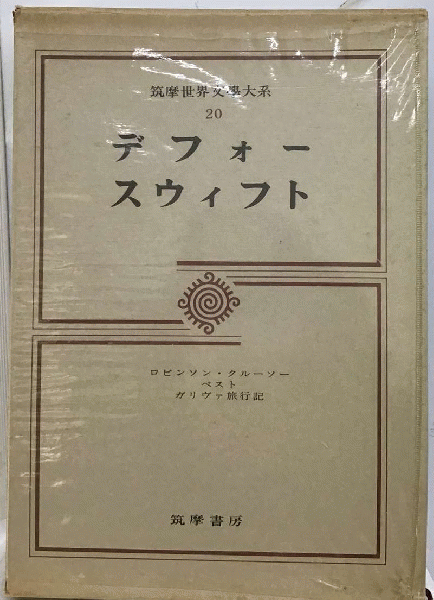 筑摩世界文學大系
20
デフォー
スウィフト
ロビンソン・クルーソー
ペスト
ガリヴァ旅行記
筑摩書房